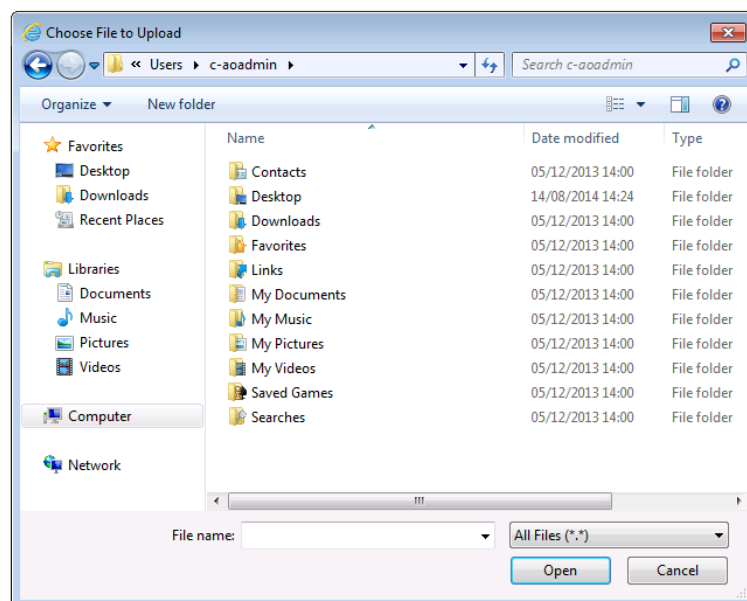 Choose File to Upload
« Users c-aoadmin Search c-aoadmin
Organize New folder
Name Date modified Type
Favorites
Desktop
Downloads
Recent Places
Libraries
Documents
Music
Pictures
Videos
Computer
Network
Contacts 05/12/2013 14:00 File folder
Desktop 14/08/2014 14:24 File folder
Downloads 05/12/2013 14:00 File folder
Favorites 05/12/2013 14:00 File folder
Links 05/12/2013 14:00 File folder
My Documents 05/12/2013 14:00 File folder
My Music 05/12/2013 14:00 File folder
My Pictures 05/12/2013 14:00 File folder
My Videos 05/12/2013 14:00 File folder
Saved Games 05/12/2013 14:00 File folder
Searches 05/12/2013 14:00 File folder
File name: All Files (*.*)
Open Cancel